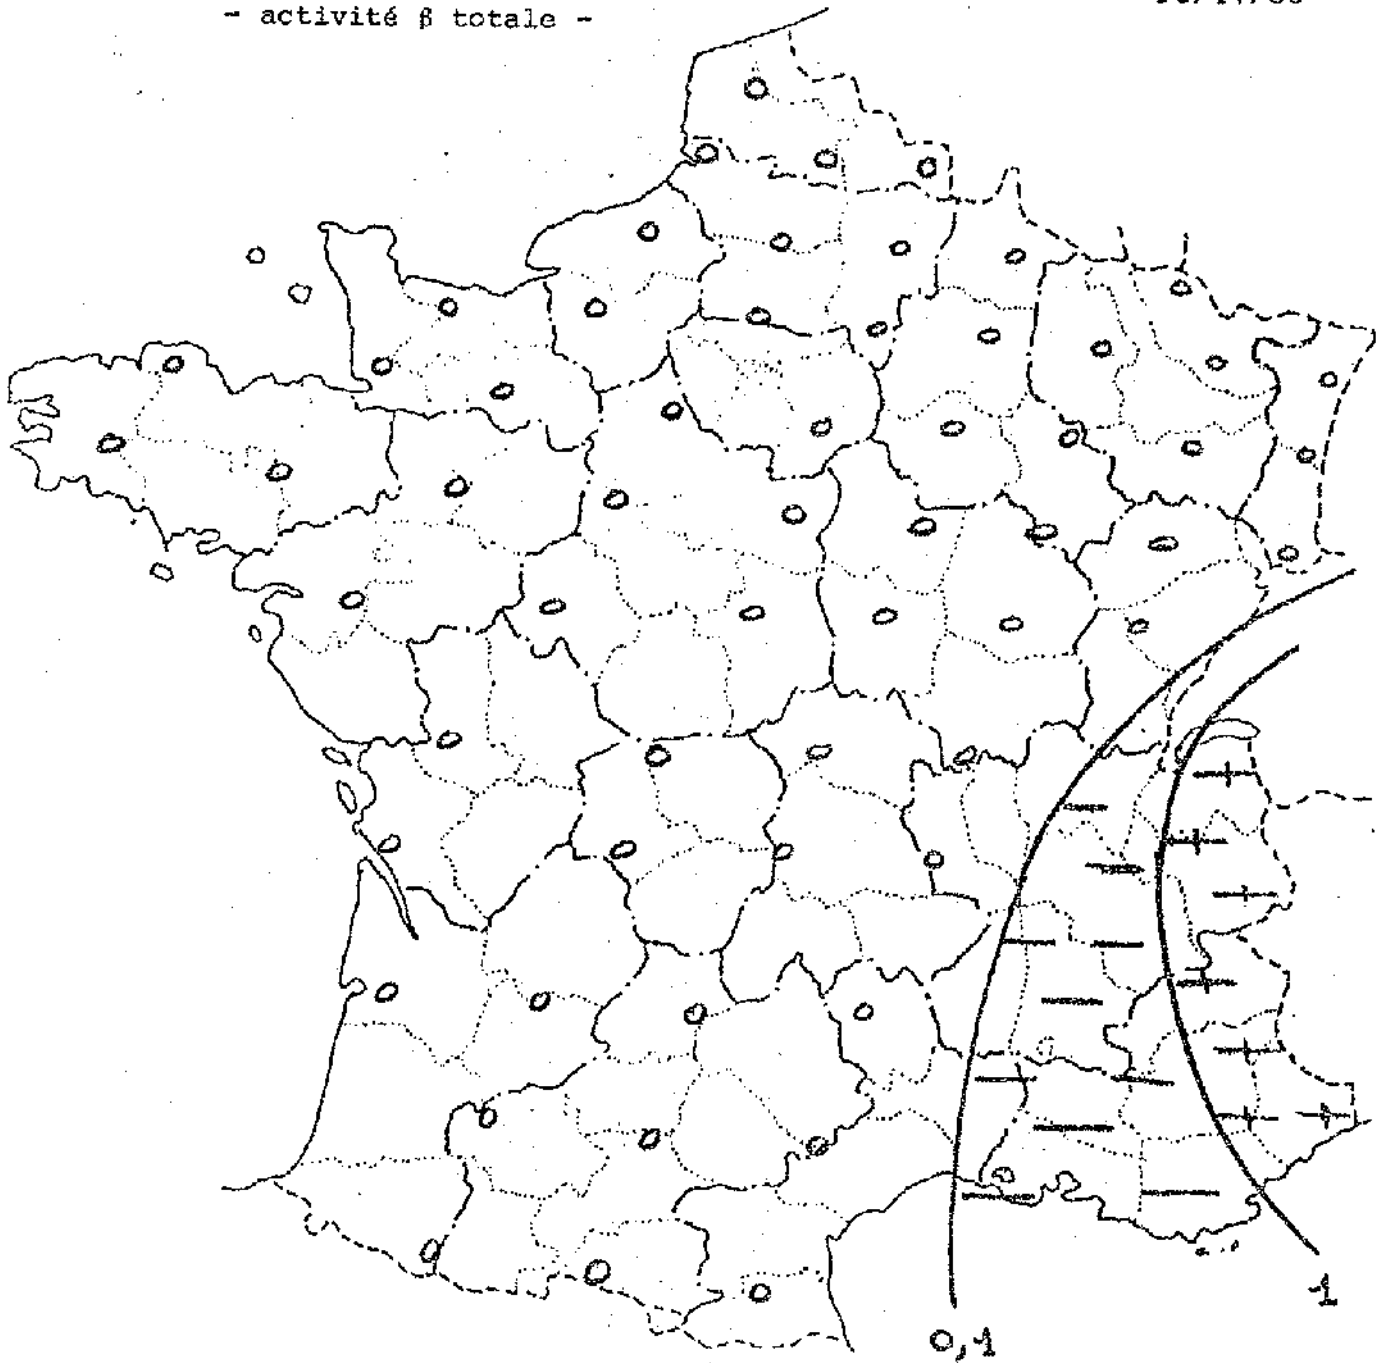 - activité β totale -
1
0,1